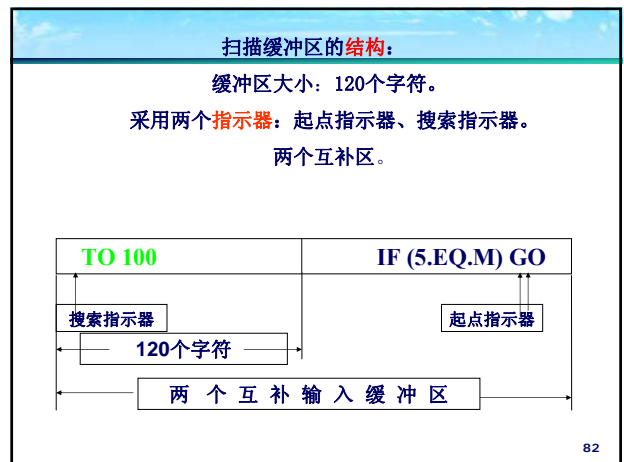 扫描缓冲区的结构：
缓冲区大小：120个字符。
采用两个指示器：起点指示器、搜索指示器。
两个互补区。
TO 100 IF (5.EQ.M) GO
搜索指示器 起点指示器
120个字符
两 个 互 补 输 入 缓 冲 区
82